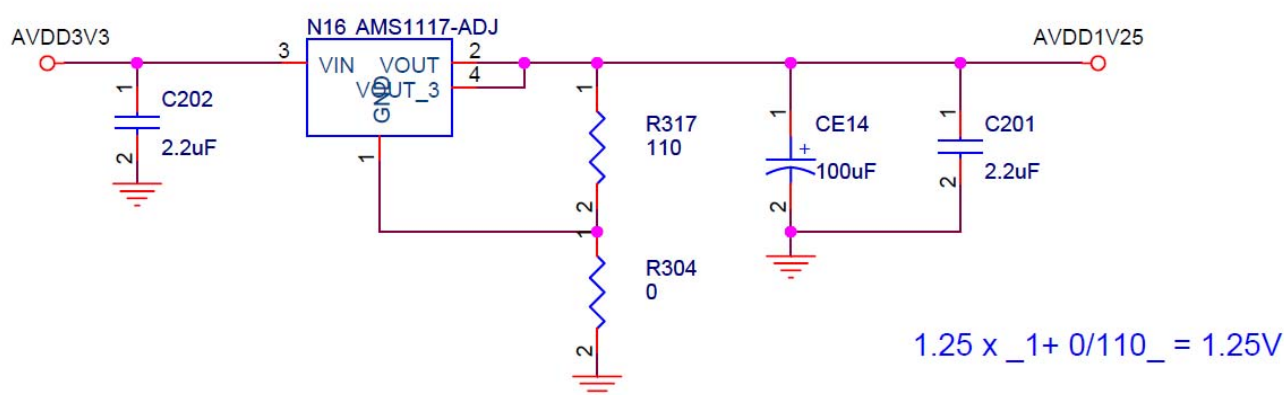 N16 AMS1117-ADJ
AVDD3V3
AVDD1V25
3
VIN
VOUT
2
VOUT_3
4
GND
1
1
C202
2.2uF
2
1
R317
110
2
1
CE14
+
100uF
2
1
C201
2.2uF
2
1
R304
0
2
1.25 x _1+ 0/110_ = 1.25V